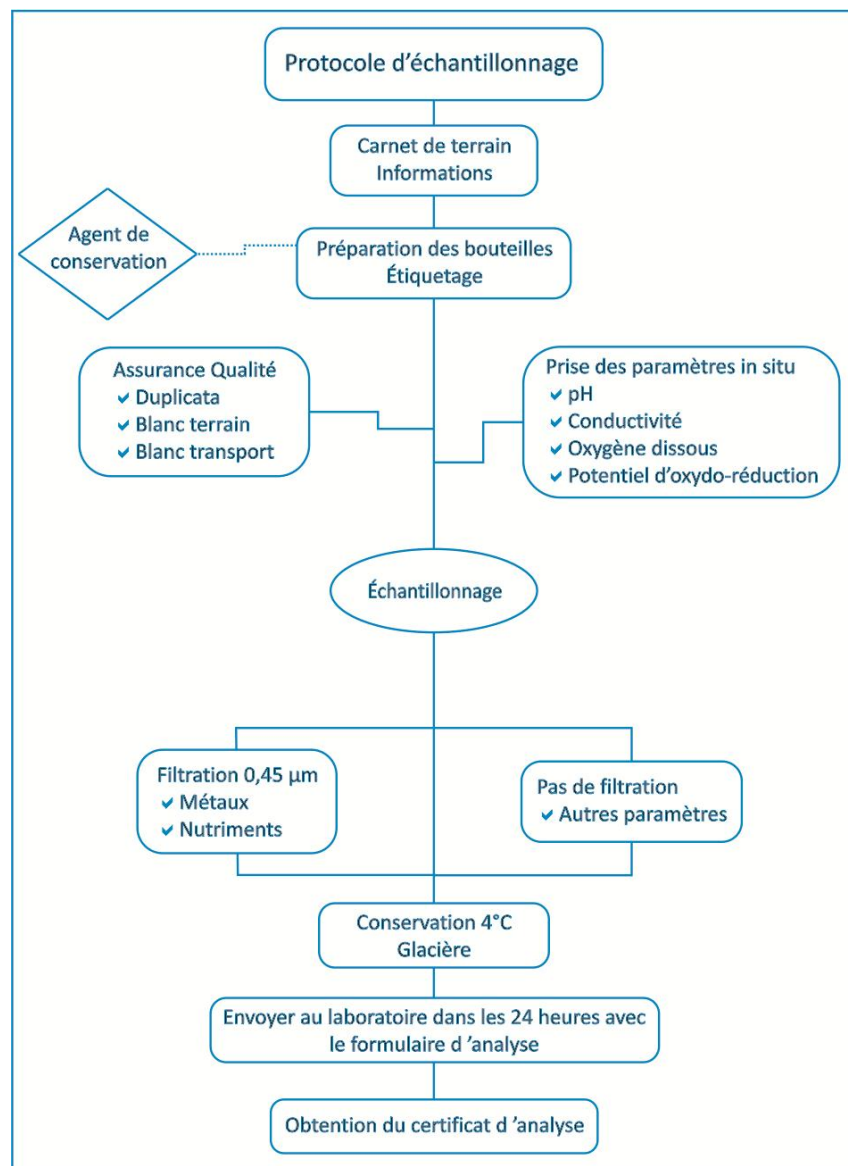 Protocole d’échantillonnage
Carnet de terrain
Informations
Agent de
conservation
Préparation des bouteilles
Étiquetage
Assurance Qualité
Duplicata
Blanc terrain
Blanc transport
Prise des paramètres in situ
pH
Conductivité
Oxygène dissous
Potentiel d’oxydo-réduction
Échantillonnage
Filtration 0,45 µm
Métaux
Nutriments
Pas de filtration
Autres paramètres
Conservation 4°C
Glacière
Envoyer au laboratoire dans les 24 heures avec
le formulaire d ’analyse
Obtention du certificat d ’analyse